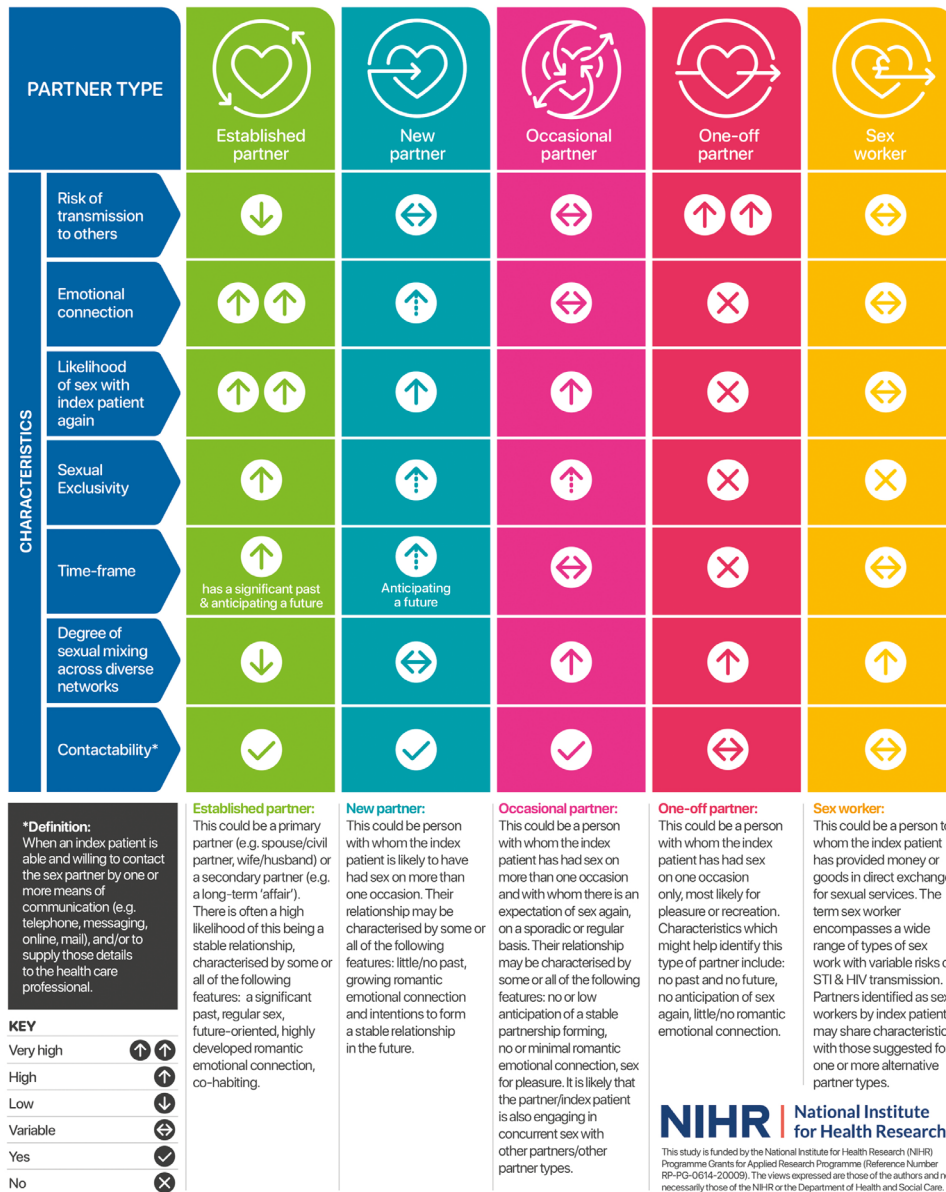 PARTNER TYPE
Established
partner
New
partner
Occasional
partner
One-off
partner
£
Sex
worker
CHARACTERISTICS
Risk of
transmission
to others
Emotional
connection
Likelihood
of sex with
index patient
again
Sexual
Exclusivity
Time-frame
has a significant past
& anticipating a future
Anticipating
a future
Degree of
sexual mixing
across diverse
networks
Contactability*
*Definition:
When an index patient is
able and willing to contact
the sex partner by one or
more means of
communication (e.g.
telephone, messaging,
online, mail), and/or to
supply those details
to the health care
professional.
KEY
Very high
High
Low
Variable
Yes
No
Established partner:
This could be a primary
partner (e.g. spouse/civil
partner, wife/husband) or
a secondary partner (e.g.
a long-term ‘affair’).
There is often a high
likelihood of this being a
stable relationship,
characterised by some or
all of the following
features: a significant
past, regular sex,
future-oriented, highly
developed romantic
emotional connection,
co-habiting.
New partner:
This could be person
with whom the index
patient is likely to have
had sex on more than
one occasion. Their
relationship may be
characterised by some or
all of the following
features: little/no past,
growing romantic
emotional connection
and intentions to form
a stable relationship
in the future.
Occasional partner:
This could be a person
with whom the index
patient has had sex on
more than one occasion
and with whom there is an
expectation of sex again,
on a sporadic or regular
basis. Their relationship
may be characterised by
some or all of the following
features: no or low
anticipation of a stable
partnership forming,
no or minimal romantic
emotional connection, sex
for pleasure. It is likely that
the partner/index patient
is also engaging in
concurrent sex with
other partners/other
partner types.
One-off partner:
This could be a person
with whom the index
patient has had sex
on one occasion
only, most likely for
pleasure or recreation.
Characteristics which
might help identify this
type of partner include:
no past and no future,
no anticipation of sex
again, little/no romantic
emotional connection.
Sex worker:
This could be a person
whom the index patient
has provided money or
goods in direct
for sexual services. The
term sex worker
encompasses a wide
range of types of sex
work with variable risks
STI & HIV transmission.
Partners identified as
workers by index
may share
with those suggested
one or more alternative
partner types.
NIHR | National Institute
for Health Research
This study is funded by the National Institute for Health Research (NIHR)
Programme Grants for Applied Research Programme (Reference Number
RP-PG-0614-20009). The views expressed are those of the authors and
necessarily those of the NIHR or the Department of Health and Social Care.